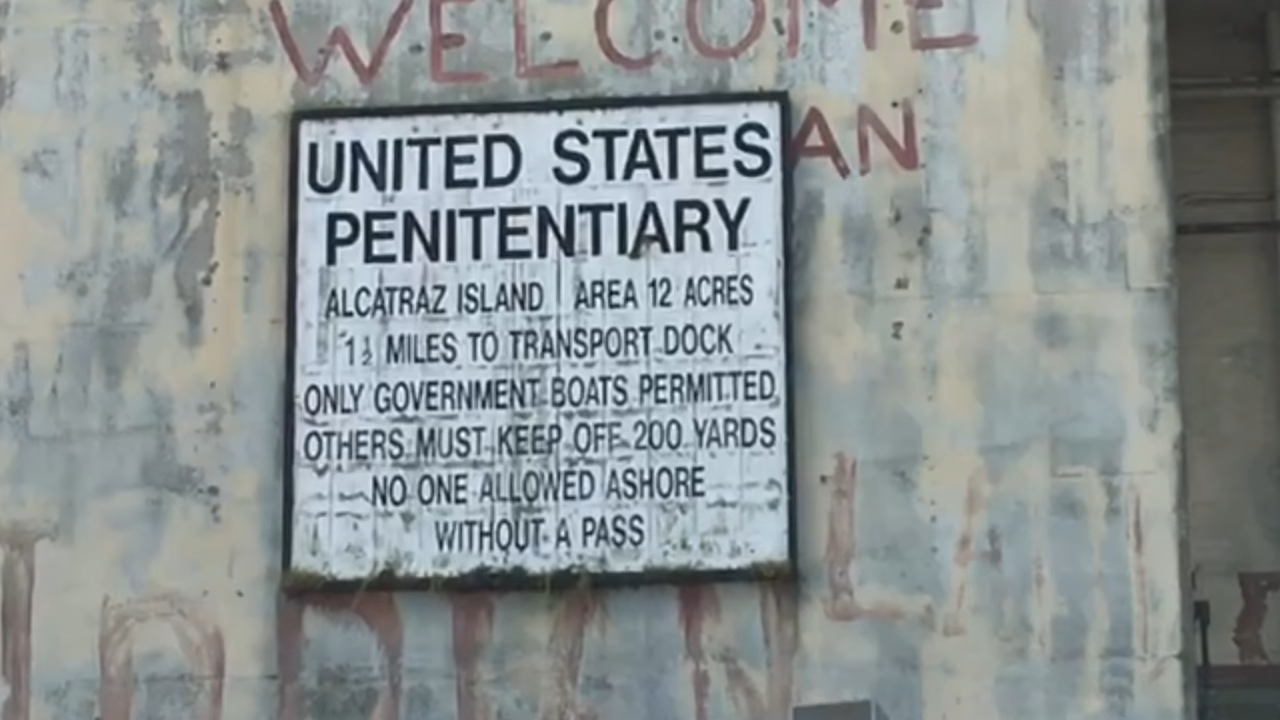 WELCOME
AN
UNITED STATES
PENITENTIARY
ALCATRAZ ISLAND AREA 12 ACRES
1½ MILES TO TRANSPORT DOCK
ONLY GOVERNMENT BOATS PERMITTED
OTHERS MUST KEEP OFF 200 YARDS
NO ONE ALLOWED ASHORE
WITHOUT A PASS